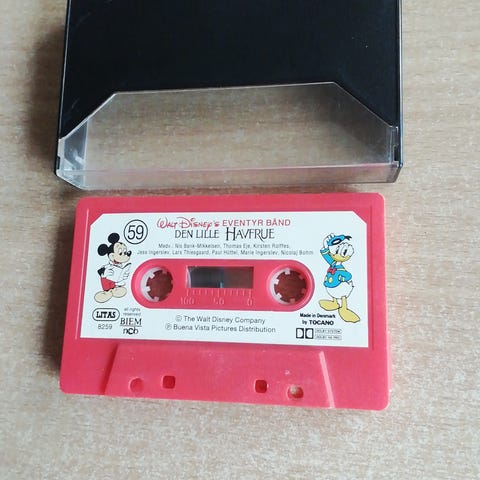 59
Walt Disney's EVENTYR BÅND
DEN LILLE HAVFRUE
Medv.: Nis Bank-Mikkelsen, Thomas Eje, Kirsten Rolffes,
Jess Ingerslev, Lars Thiesgaard, Paul Hüttel, Marie Ingerslev, Nicolaj Bohm
100 50 0
LITAS
8259
all rights
reserved
BIEM
ncb
© The Walt Disney Company
Ⓟ Buena Vista Pictures Distribution
Made in Denmark
by TOCANO
DOLBY SYSTEM